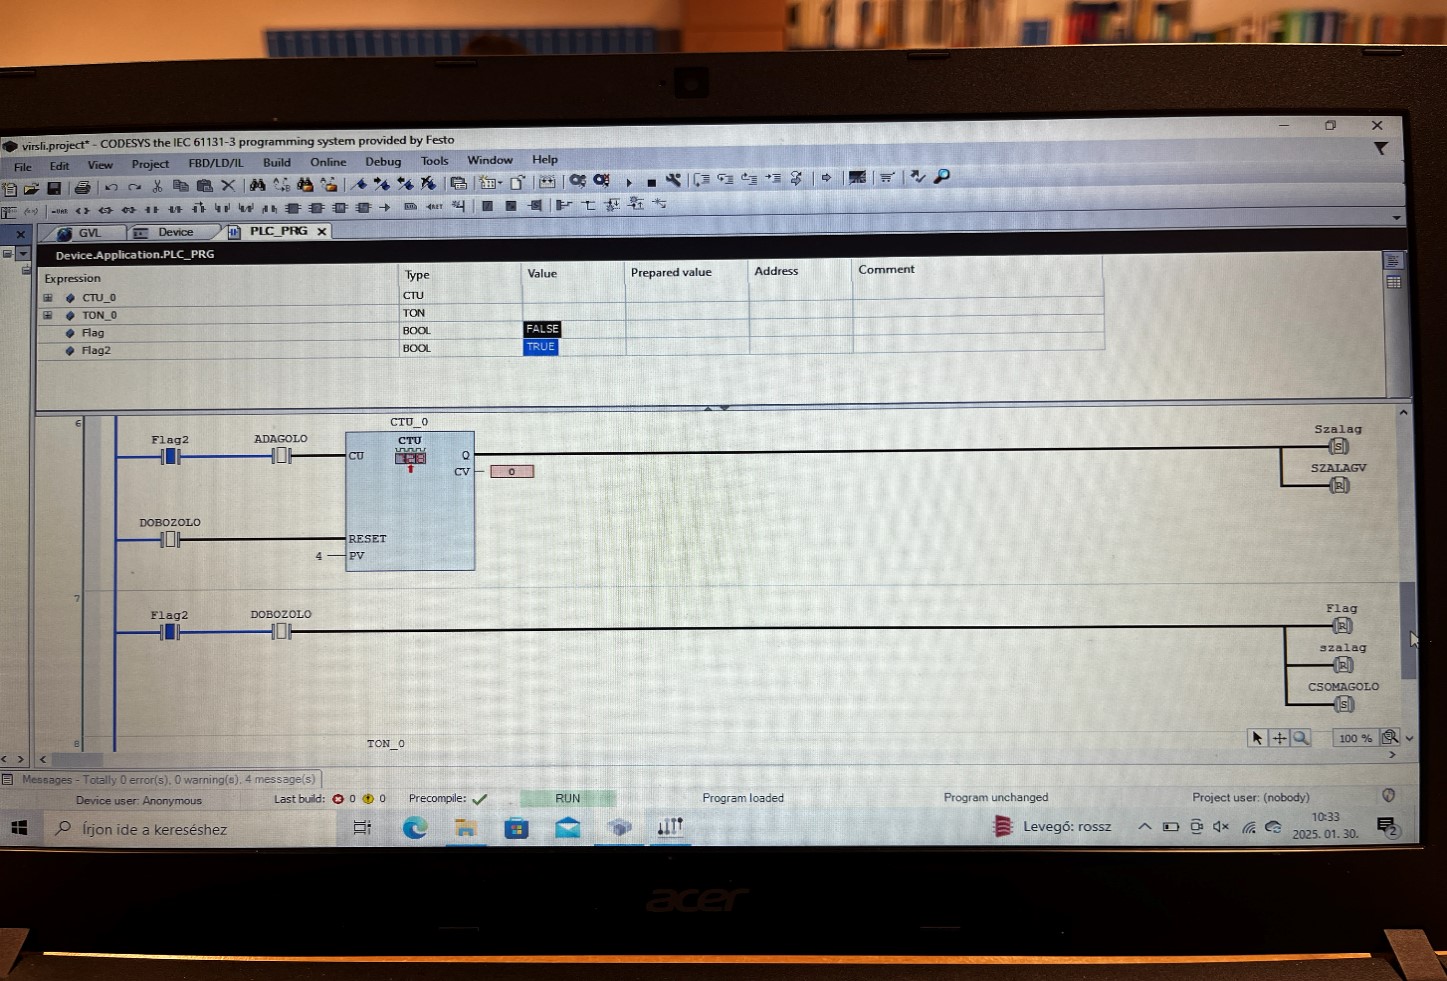 virsli.project* - CODESYS the IEC 61131-3 programming system provided by Festo
File Edit View Project FBD/LD/IL Build Online Debug Tools Window Help
GVL Device PLC_PRG
Device.Application.PLC_PRG
Expression Type Value Prepared value Address Comment
CTU_0 CTU
TON_0 TON
Flag BOOL FALSE
Flag2 BOOL TRUE
6
CTU_0
Flag2 ADAGOLO CTU Szalag
CU Q S
CV 0 SZALAGV
R
DOBOZOLO
RESET
4 PV
7
Flag2 DOBOZOLO Flag
R
szalag
R
CSOMAGOLO
S
8 TON_0
100 %
Messages - Totally 0 error(s), 0 warning(s), 4 message(s)
Device user: Anonymous Last build: 0 0 Precompile: RUN Program loaded Program unchanged Project user: (nobody)
Írjon ide a kereséshez Levegő: rossz 10:33
2025. 01. 30. 2
acer